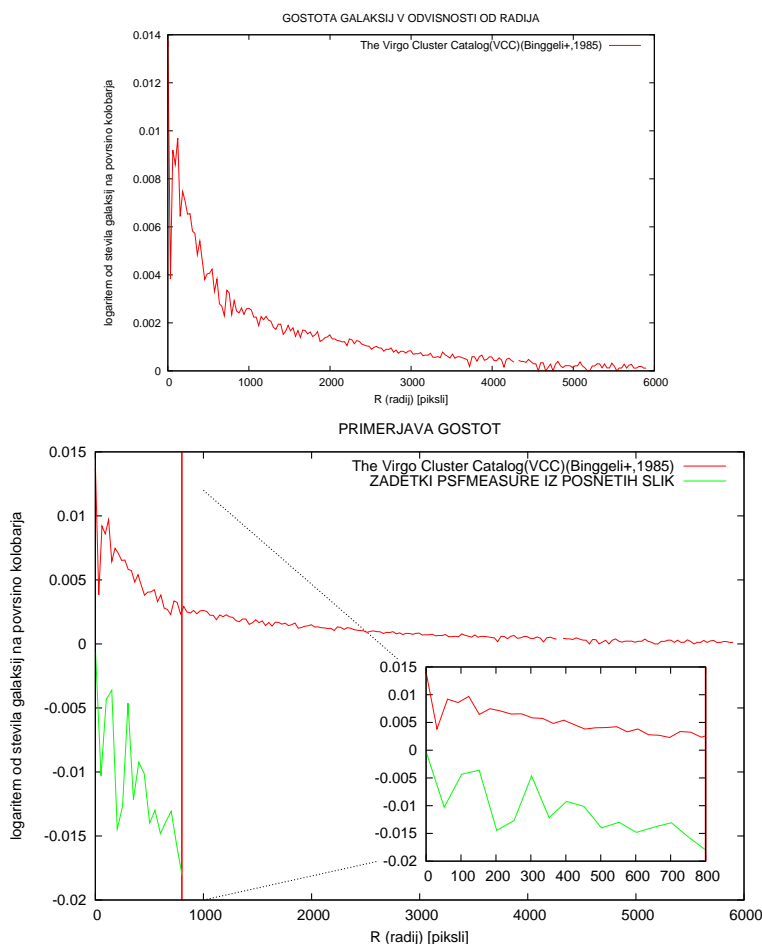 GOSTOTA GALAKSIJ V ODVISNOSTI OD RADIJA
The Virgo Cluster Catalog(VCC)(Binggeli+,1985)
logaritem od stevila galaksij na povrsino kolobarja
0.014
0.012
0.01
0.008
0.006
0.004
0.002
0
0 1000 2000 3000 4000 5000 6000
R (radij) [piksli]
PRIMERJAVA GOSTOT
The Virgo Cluster Catalog(VCC)(Binggeli+,1985)
ZADETKI PSFMEASURE IZ POSNETIH SLIK
logaritem od stevila galaksij na povrsino kolobarja
0.015
0.01
0.005
0
-0.005
-0.01
-0.015
-0.02
0.015
0.01
0.005
0
-0.005
-0.01
-0.015
-0.02
0 100 200 300 400 500 600 700 800
0 1000 2000 3000 4000 5000 6000
R (radij) [piksli]